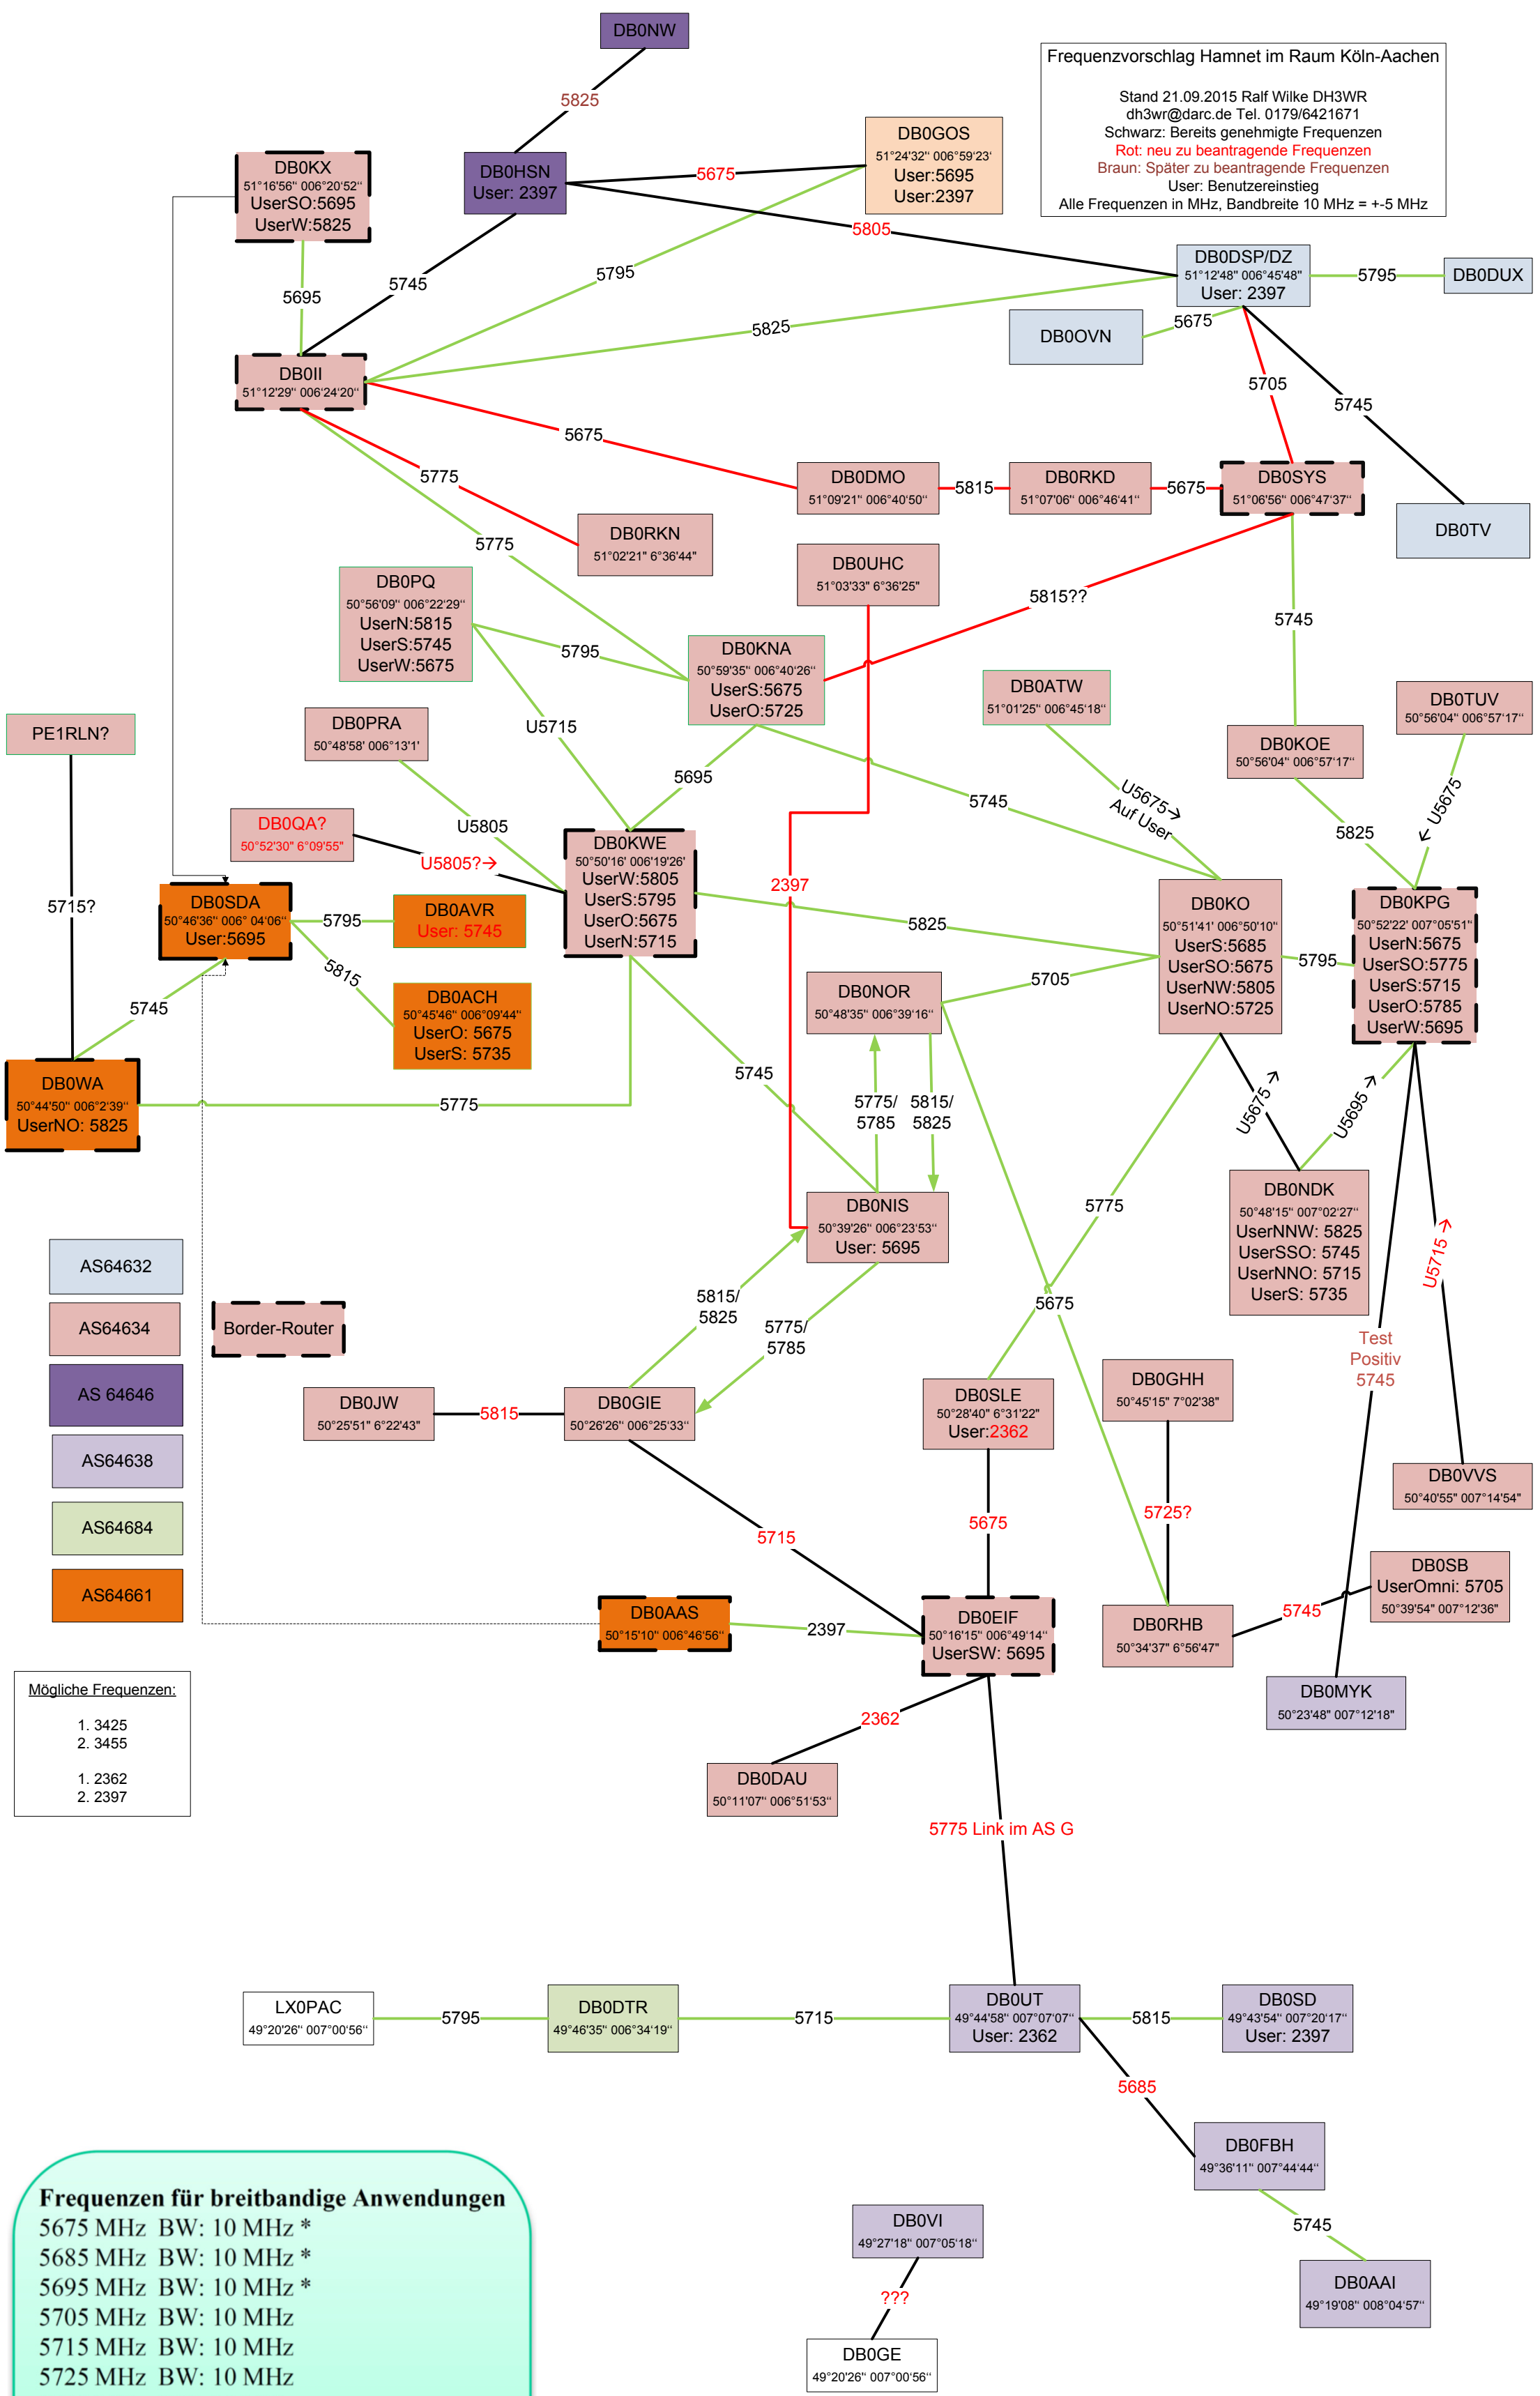 DB0NW
5825
Frequenzvorschlag Hamnet im Raum Köln-Aachen
Stand 21.09.2015 Ralf Wilke DH3WR
dh3wr@darc.de Tel. 0179/6421671
Schwarz: Bereits genehmigte Frequenzen
Rot: neu zu beantragende Frequenzen
Braun: Später zu beantragende Frequenzen
User: Benutzereinstieg
Alle Frequenzen in MHz, Bandbreite 10 MHz = +-5 MHz
DB0KX
51°16'56“ 006°20'52“
UserSO:5695
UserW:5825
DB0HSN
User: 2397
5675
DB0GOS
51°24'32“ 006°59'23‘
User:5695
User:2397
5805
5695
5745
5795
5825
DB0DSP/DZ
51°12'48“ 006°45'48“
User: 2397
5795
DB0DUX
5675
DB0OVN
5705
5745
DB0TV
DB0II
51°12'29“ 006°24'20“
5675
5775
5775
DB0DMO
51°09'21" 006°40'50“
5815
DB0RKD
51°07'06" 006°46'41“
5675
DB0SYS
51°06'56“ 006°47'37“
DB0RKN
51°02'21" 6°36'44"
DB0UHC
51°03'33" 6°36'25"
5815??
5745
DB0PQ
50°56'09“ 006°22'29“
UserN:5815
UserS:5745
UserW:5675
5795
DB0KNA
50°59'35“ 006°40'26“
UserS:5675
UserO:5725
DB0ATW
51°01'25“ 006°45'18“
DB0TUV
50°56'04“ 006°57'17“
DB0KOE
50°56'04“ 006°57'17“
PE1RLN?
DB0PRA
50°48'58‘ 006°13'1‘
U5715
5695
5745
U5675→
Auf User
5825
← U5675
DB0QA?
50°52'30" 6°09'55"
U5805
U5805?→
DB0KWE
50°50'16‘ 006°19'26‘
UserW:5805
UserS:5795
UserO:5675
UserN:5715
2397
5715?
DB0SDA
50°46'36“ 006° 04'06“
User:5695
5795
DB0AVR
User: 5745
5815
DB0ACH
50°45'46“ 006°09'44“
UserO: 5675
UserS: 5735
5745
DB0WA
50°44'50“ 006°2'39“
UserNO: 5825
5775
5825
DB0KO
50°51'41“ 006°50'10“
UserS:5685
UserSO:5675
UserNW:5805
UserNO:5725
5795
DB0KPG
50°52'22“ 007°05'51“
UserN:5675
UserSO:5775
UserS:5715
UserO:5785
UserW:5695
DB0NOR
50°48'35“ 006°39'16“
5705
5745
5775/
5785
5815/
5825
U5675 →
U5695 →
DB0NIS
50°39'26“ 006°23'53“
User: 5695
5775
DB0NDK
50°48'15“ 007°02'27“
UserNNW: 5825
UserSSO: 5745
UserNNO: 5715
UserS: 5735
U5715 →
AS64632
AS64634
Border-Router
AS 64646
AS64638
AS64684
AS64661
5815/
5825
5775/
5785
5675
Test
Positiv
5745
DB0JW
50°25'51" 6°22'43"
5815
DB0GIE
50°26'26“ 006°25'33“
DB0SLE
50°28'40" 6°31'22"
User:2362
DB0GHH
50°45'15" 7°02'38"
DB0VVS
50°40'55" 007°14'54"
5715
5675
5725?
DB0SB
UserOmni: 5705
50°39'54" 007°12'36"
5745
DB0AAS
50°15'10“ 006°46'56“
2397
DB0EIF
50°16'15“ 006°49'14“
UserSW: 5695
DB0RHB
50°34'37" 6°56'47"
DB0MYK
50°23'48" 007°12'18"
Mögliche Frequenzen:
1. 3425
2. 3455
1. 2362
2. 2397
2362
DB0DAU
50°11'07“ 006°51'53“
5775 Link im AS G
LX0PAC
49°20'26“ 007°00'56“
5795
DB0DTR
49°46'35“ 006°34'19“
5715
DB0UT
49°44'58“ 007°07'07“
User: 2362
5815
DB0SD
49°43'54“ 007°20'17“
User: 2397
5685
DB0FBH
49°36'11“ 007°44'44“
5745
DB0AAI
49°19'08“ 008°04'57“
DB0VI
49°27'18“ 007°05'18“
???
DB0GE
49°20'26“ 007°00'56“
Frequenzen für breitbandige Anwendungen
5675 MHz BW: 10 MHz *
5685 MHz BW: 10 MHz *
5695 MHz BW: 10 MHz *
5705 MHz BW: 10 MHz
5715 MHz BW: 10 MHz
5725 MHz BW: 10 MHz